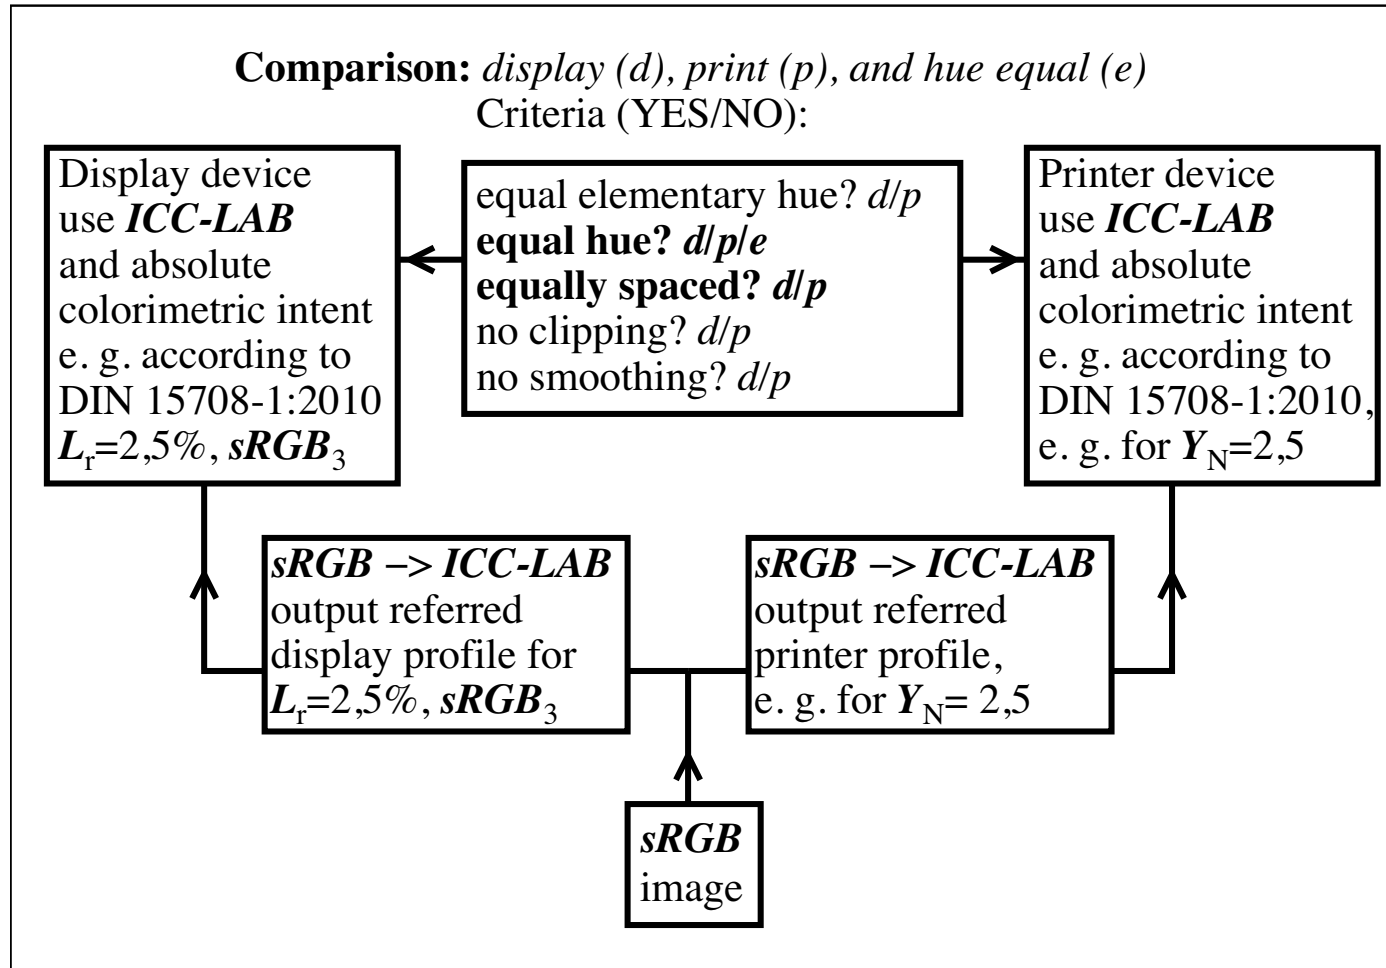 Comparison: display (d), print (p), and hue equal (e)
Criteria (YES/NO):
Display device
use ICC-LAB
and absolute
colorimetric intent
e. g. according to
DIN 15708-1:2010
Lr=2,5%, sRGB3
equal elementary hue? d/p
equal hue? d/p/e
equally spaced? d/p
no clipping? d/p
no smoothing? d/p
Printer device
use ICC-LAB
and absolute
colorimetric intent
e. g. according to
DIN 15708-1:2010,
e. g. for YN=2,5
sRGB –> ICC-LAB
output referred
display profile for
Lr=2,5%, sRGB3
sRGB –> ICC-LAB
output referred
printer profile,
e. g. for YN= 2,5
sRGB
image